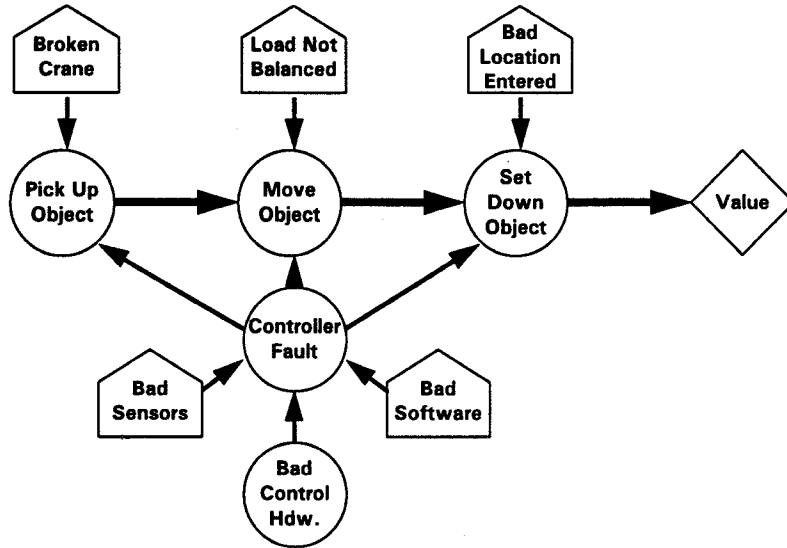 Broken
Crane
Load Not
Balanced
Bad
Location
Entered
Pick Up
Object
Move
Object
Set
Down
Object
Value
Controller
Fault
Bad
Sensors
Bad
Software
Bad
Control
Hdw.